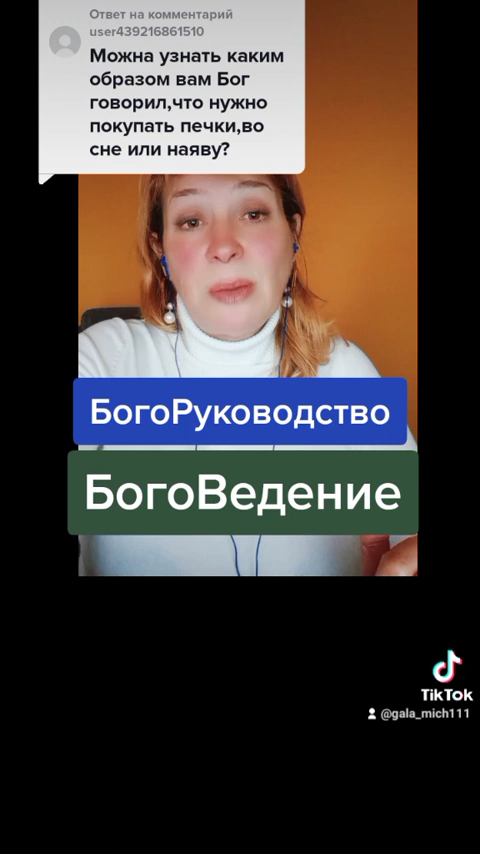 Ответ на комментарий
user439216861510
Можна узнать каким
образом вам Бог
говорил,что нужно
покупать печки,во
сне или наяву?
БогоРуководство
БогоВедение
TikTok
@gala_mich111